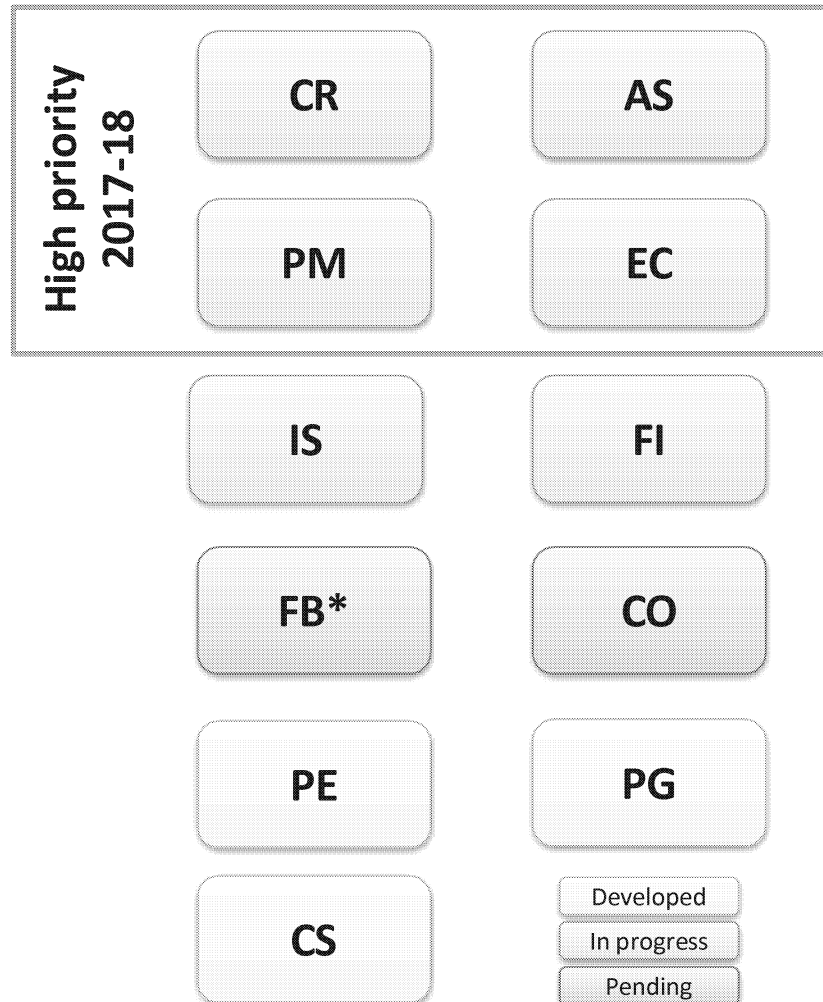 High priority
2017-18
CR
AS
PM
EC
IS
FI
FB*
CO
PE
PG
CS
Developed
In progress
Pending